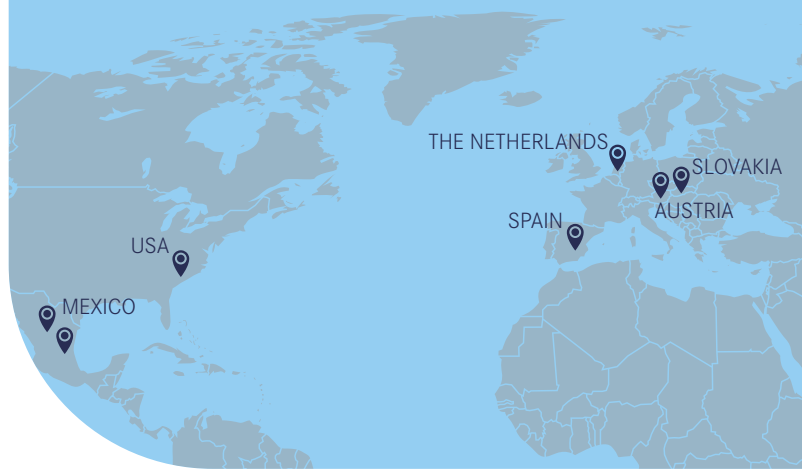 THE NETHERLANDS
SLOVAKIA
AUSTRIA
SPAIN
USA
MEXICO